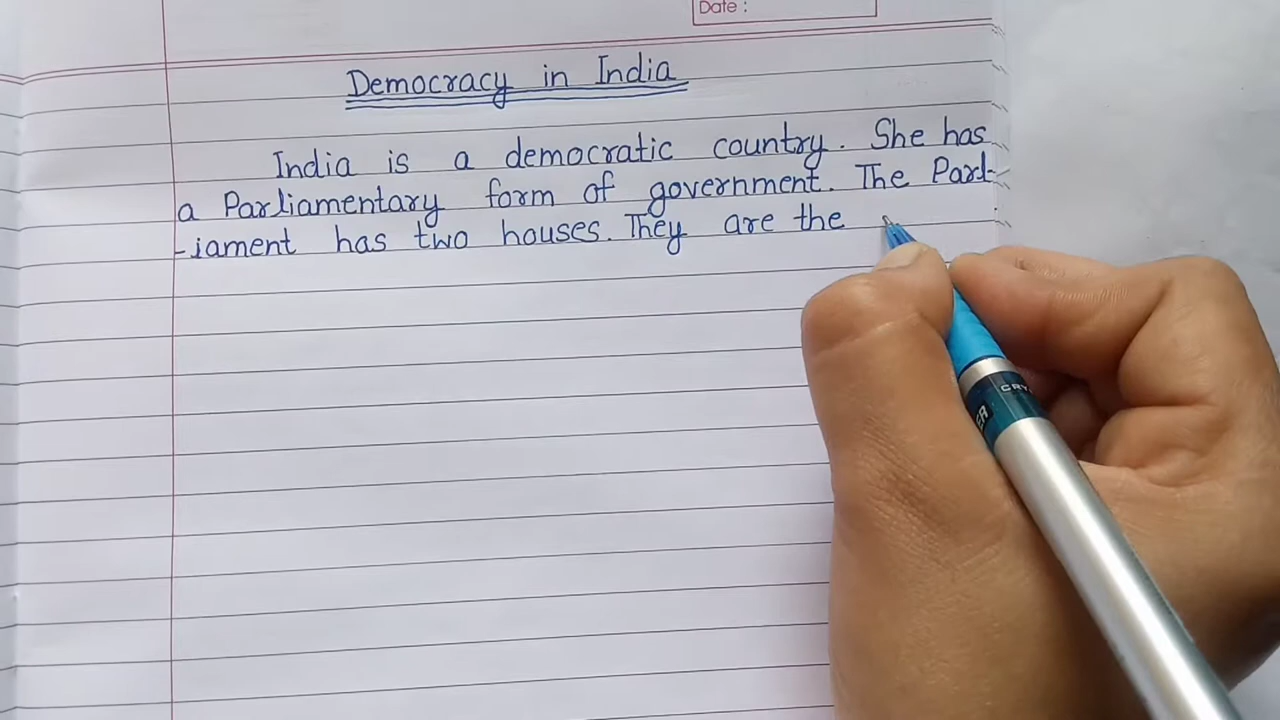 Date :
Democracy in India
India is a democratic country. She has
a Parliamentary form of government. The Parl-
-iament has two houses. They are the